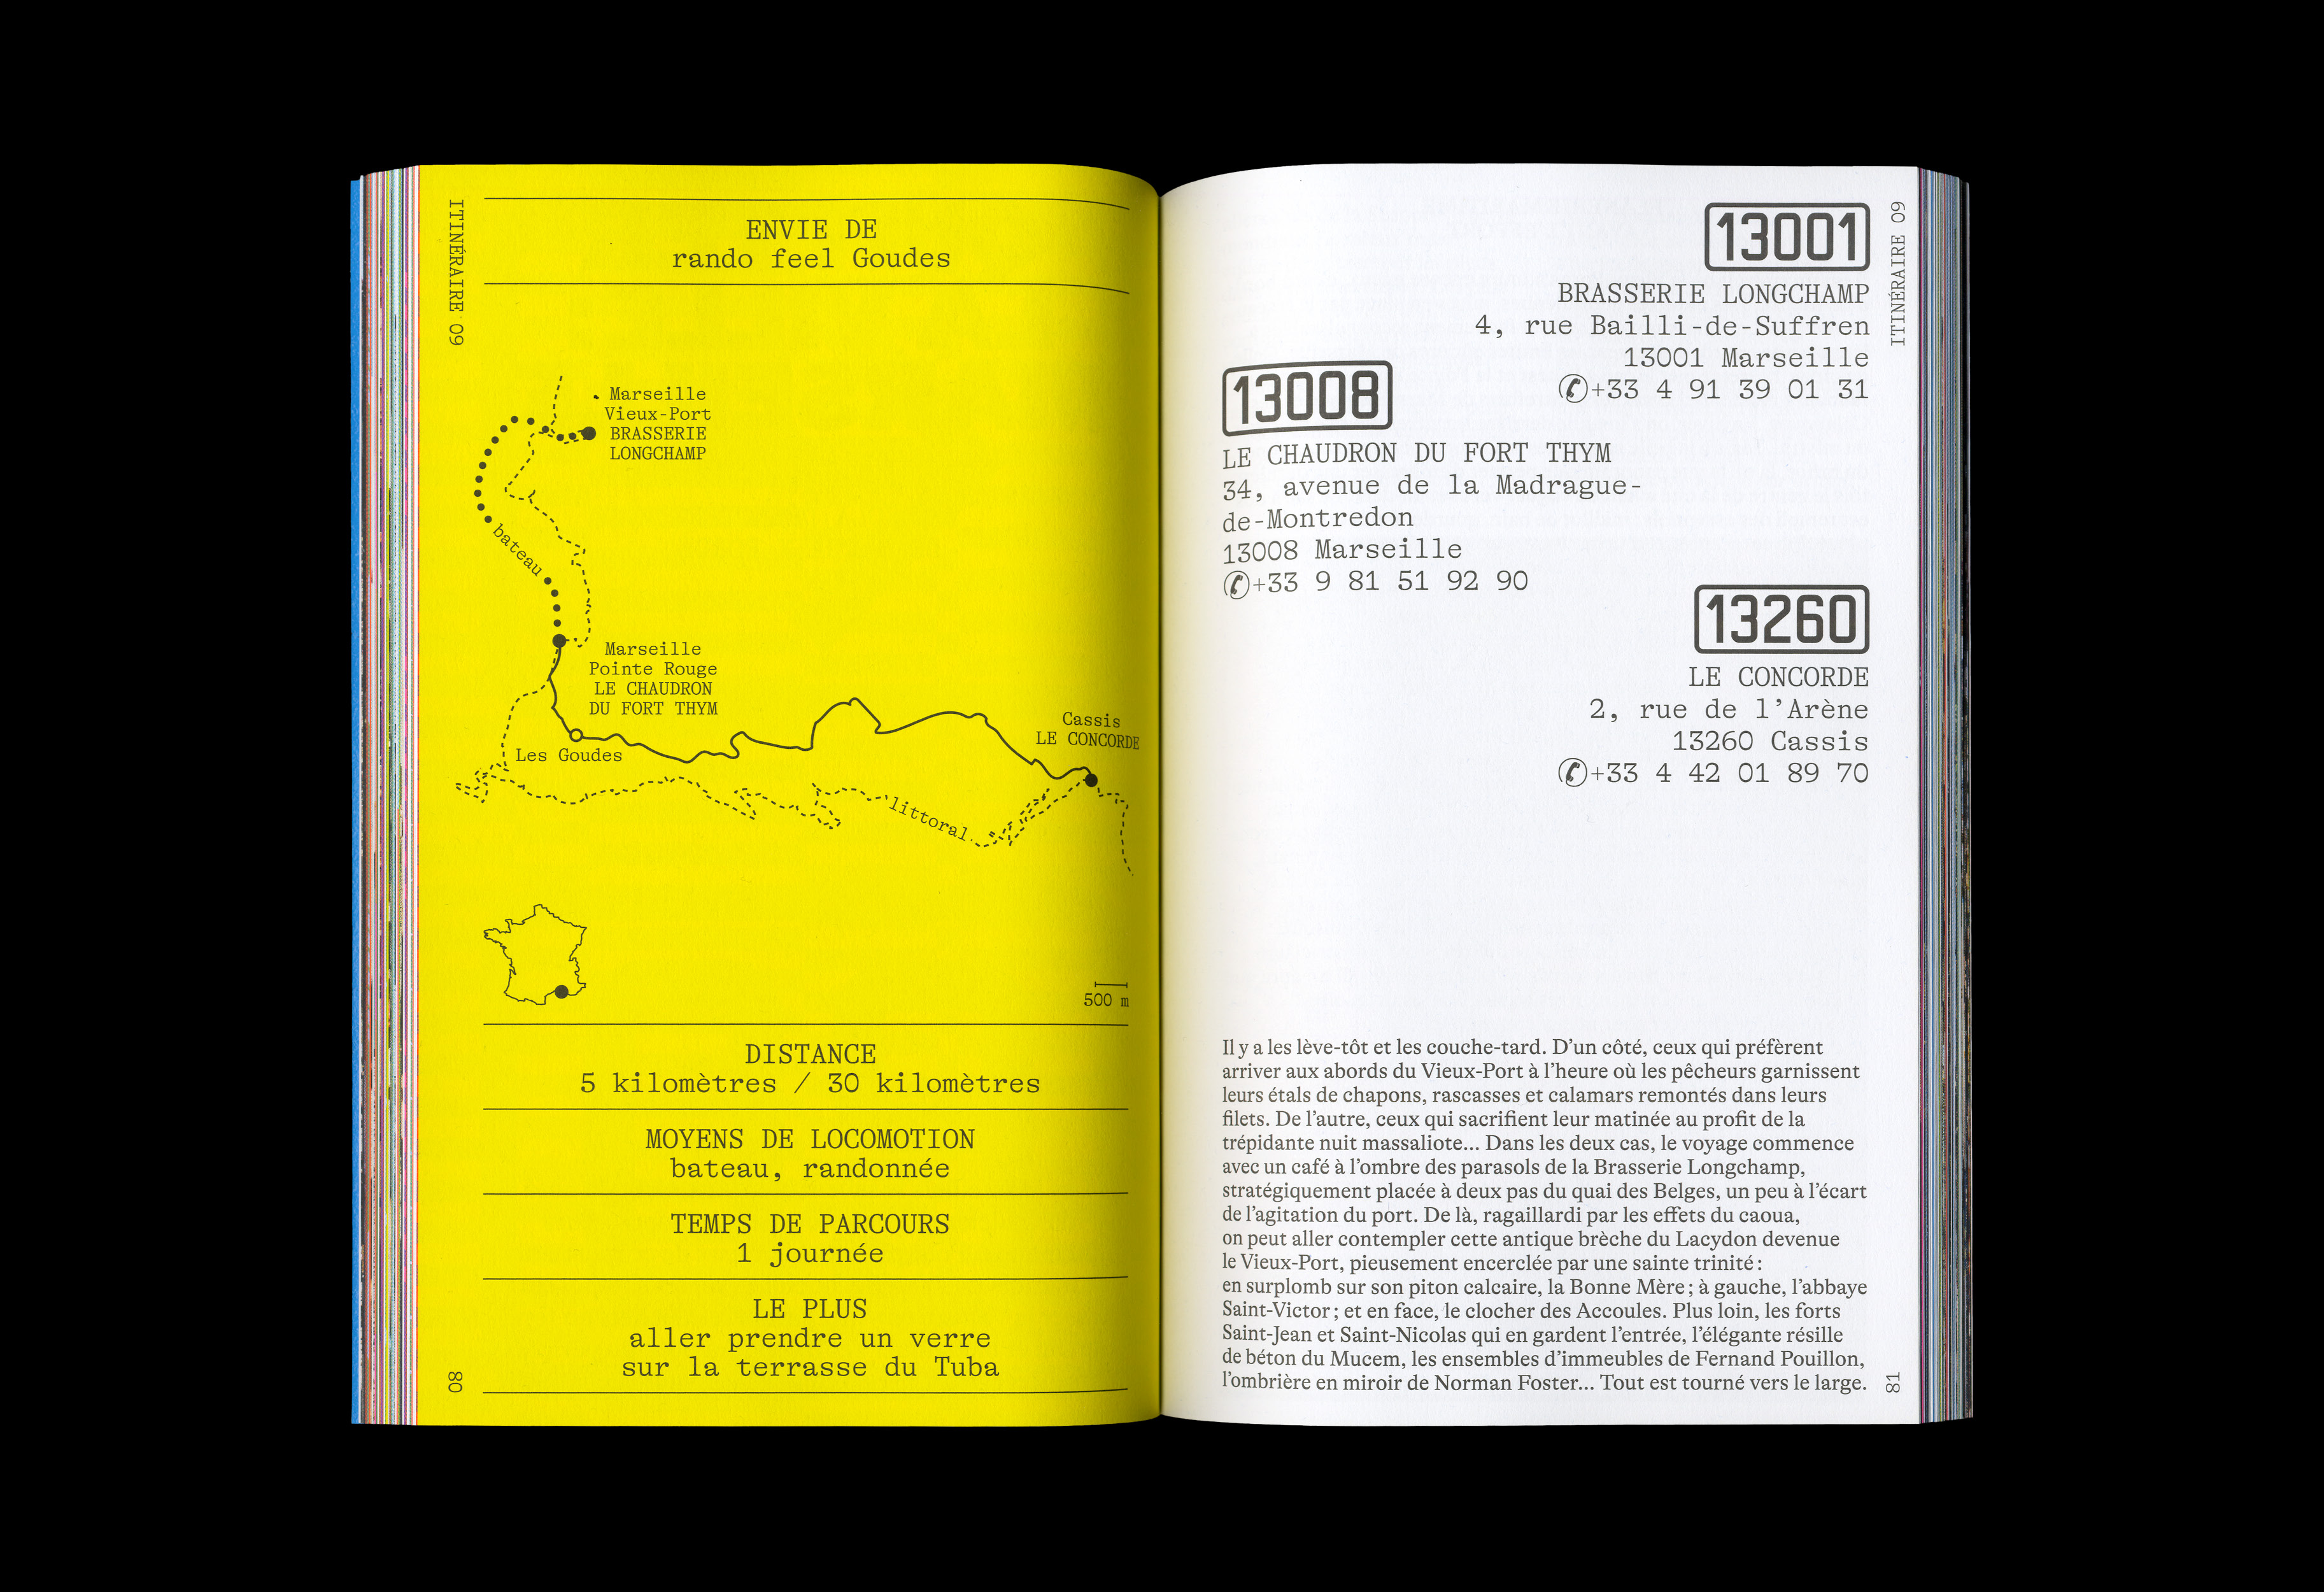 ITINÉRAIRE 09
ENVIE DE
rando feel Goudes
Marseille
Vieux-Port
BRASSERIE
LONGCHAMP
bateau
Marseille
Pointe Rouge
LE CHAUDRON
DU FORT THYM
Les Goudes
Cassis
LE CONCORDE
littoral
500 m
DISTANCE
5 kilomètres / 30 kilomètres
MOYENS DE LOCOMOTION
bateau, randonnée
TEMPS DE PARCOURS
1 journée
LE PLUS
aller prendre un verre
sur la terrasse du Tuba
80
ITINÉRAIRE 09
13001
BRASSERIE LONGCHAMP
4, rue Bailli-de-Suffren
13001 Marseille
✆+33 4 91 39 01 31
13008
LE CHAUDRON DU FORT THYM
34, avenue de la Madrague-
de-Montredon
13008 Marseille
✆+33 9 81 51 92 90
13260
LE CONCORDE
2, rue de l’Arène
13260 Cassis
✆+33 4 42 01 89 70
Il y a les lève-tôt et les couche-tard. D’un côté, ceux qui préfèrent
arriver aux abords du Vieux-Port à l’heure où les pêcheurs garnissent
leurs étals de chapons, rascasses et calamars remontés dans leurs
filets. De l’autre, ceux qui sacrifient leur matinée au profit de la
trépidante nuit massaliote… Dans les deux cas, le voyage commence
avec un café à l’ombre des parasols de la Brasserie Longchamp,
stratégiquement placée à deux pas du quai des Belges, un peu à l’écart
de l’agitation du port. De là, ragaillardi par les effets du caoua,
on peut aller contempler cette antique brèche du Lacydon devenue
le Vieux-Port, pieusement encerclée par une sainte trinité :
en surplomb sur son piton calcaire, la Bonne Mère ; à gauche, l’abbaye
Saint-Victor ; et en face, le clocher des Accoules. Plus loin, les forts
Saint-Jean et Saint-Nicolas qui en gardent l’entrée, l’élégante résille
de béton du Mucem, les ensembles d’immeubles de Fernand Pouillon,
l’ombrière en miroir de Norman Foster… Tout est tourné vers le large.
81